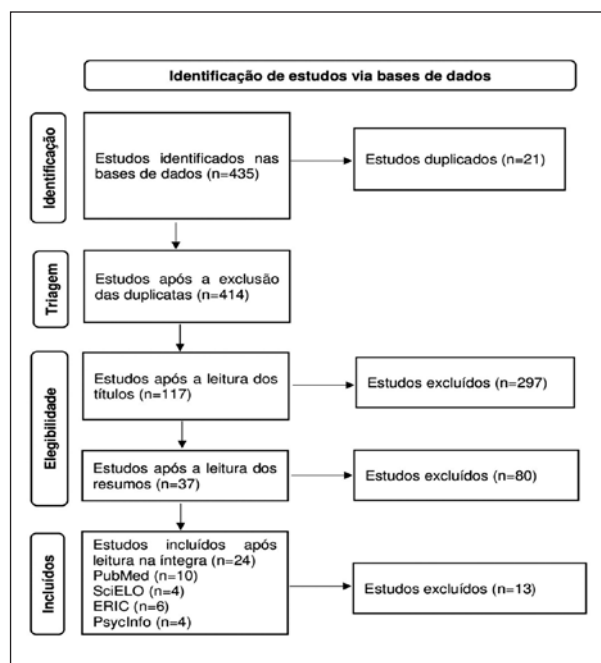 Identificação de estudos via bases de dados
Identificação
Estudos identificados nas
bases de dados (n=435)
Estudos duplicados (n=21)
Triagem
Estudos após a exclusão
das duplicatas (n=414)
Elegibilidade
Estudos após a leitura dos
títulos (n=117)
Estudos excluídos (n=297)
Estudos após a leitura dos
resumos (n=37)
Estudos excluídos (n=80)
Incluídos
Estudos incluídos após
leitura na íntegra (n=24)
PubMed (n=10)
SciELO (n=4)
ERIC (n=6)
PsycInfo (n=4)
Estudos excluídos (n=13)